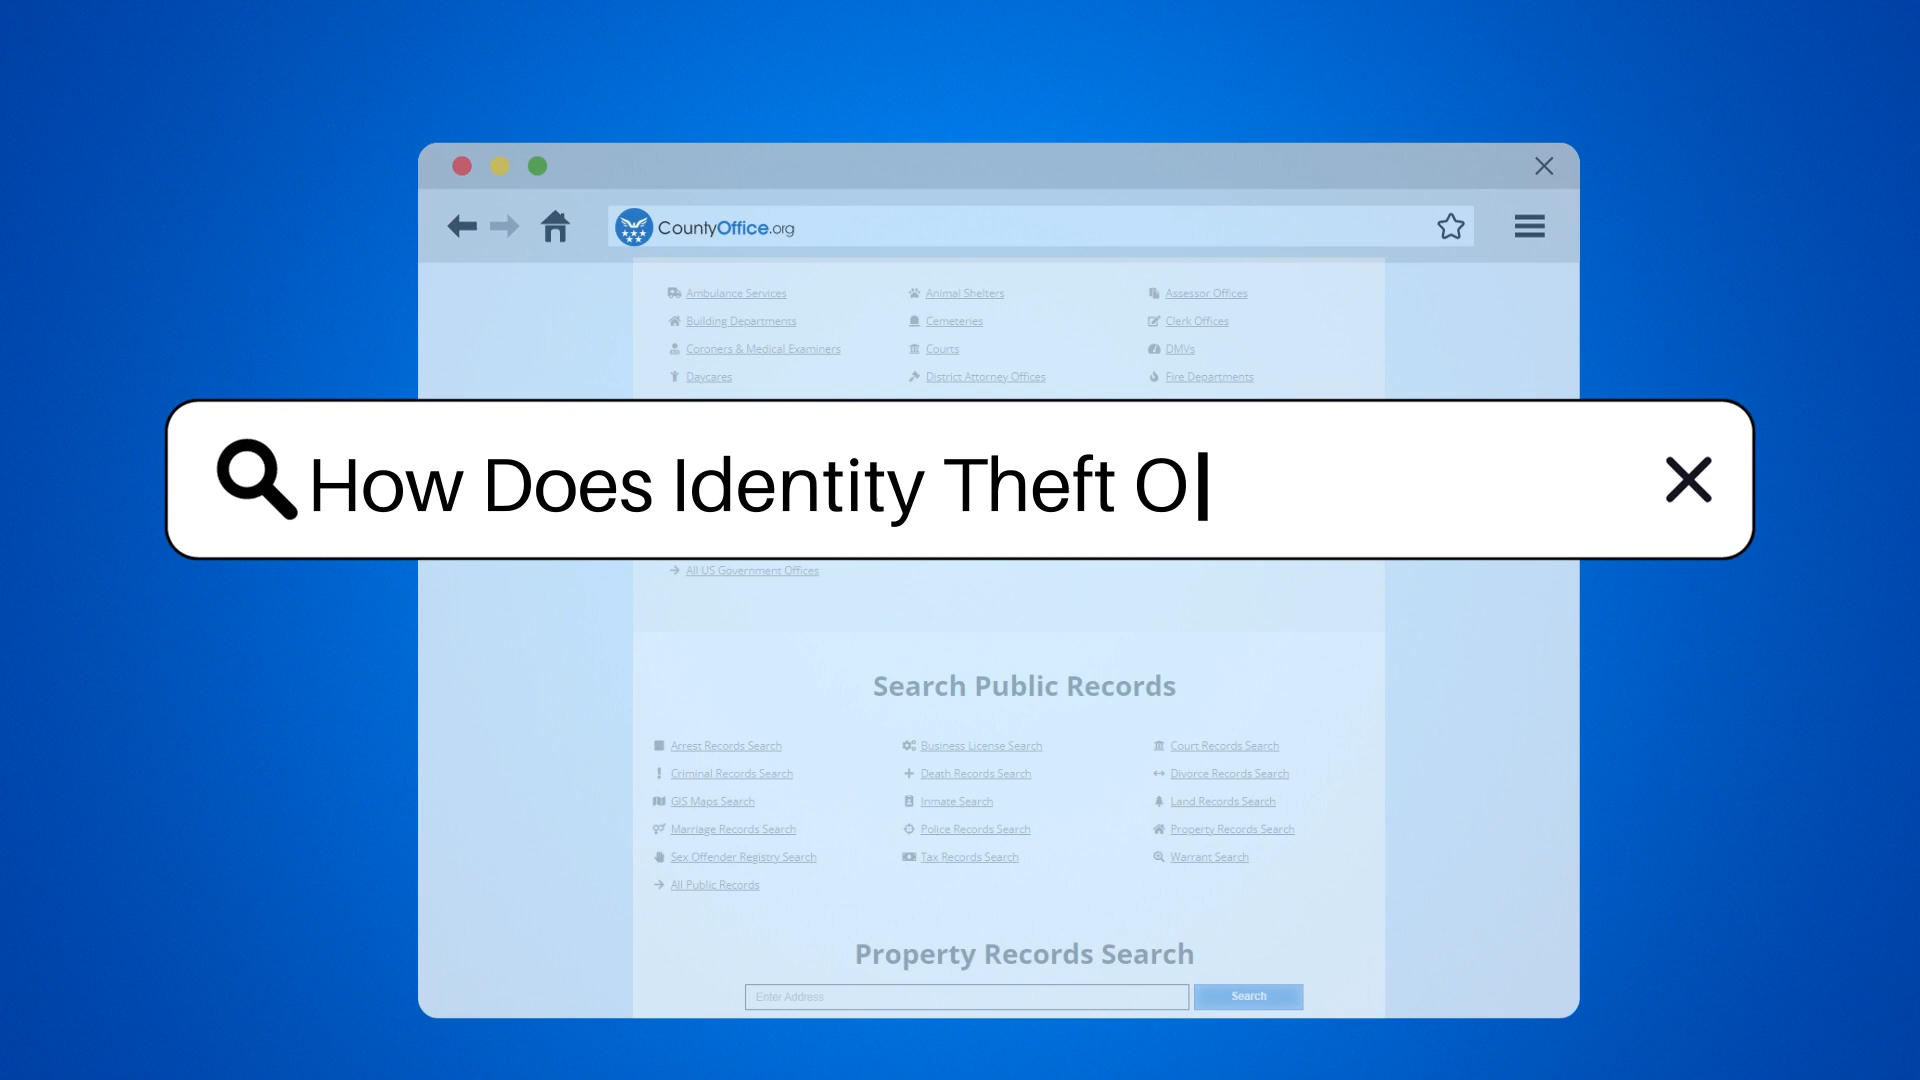 CountyOffice.org
Ambulance Services Animal Shelters Assessor Offices
Building Departments Cemeteries Clerk Offices
Coroners & Medical Examiners Courts DMVs
Daycares District Attorney Offices Fire Departments
How Does Identity Theft O
All US Government Offices
Search Public Records
Arrest Records Search Business License Search Court Records Search
Criminal Records Search Death Records Search Divorce Records Search
GIS Maps Search Inmate Search Land Records Search
Marriage Records Search Police Records Search Property Records Search
Sex Offender Registry Search Tax Records Search Warrant Search
All Public Records
Property Records Search
Enter Address Search